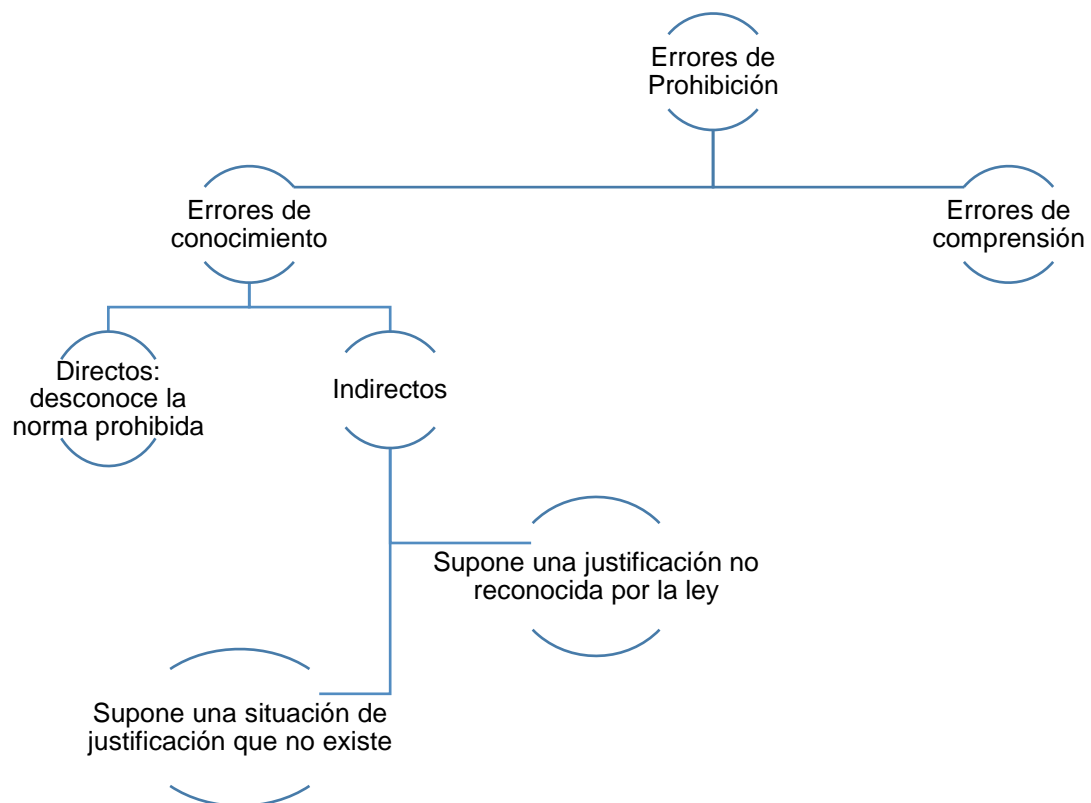 Errores de
Prohibición
Errores de
conocimiento
Errores de
comprensión
Directos:
desconoce la
norma prohibida
Indirectos
Supone una justificación no
reconocida por la ley
Supone una situación de
justificación que no existe